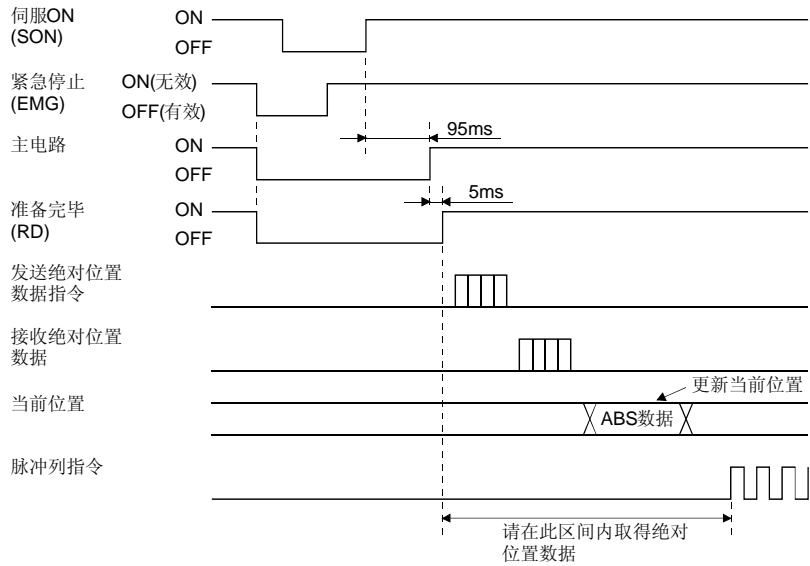 伺服ON
(SON)
ON
OFF
紧急停止
(EMG)
ON(无效)
OFF(有效)
95ms
主电路
ON
OFF
5ms
准备完毕
(RD)
ON
OFF
发送绝对位置
数据指令
接收绝对位置
数据
更新当前位置
当前位置
ABS数据
脉冲列指令
请在此区间内取得绝对
位置数据